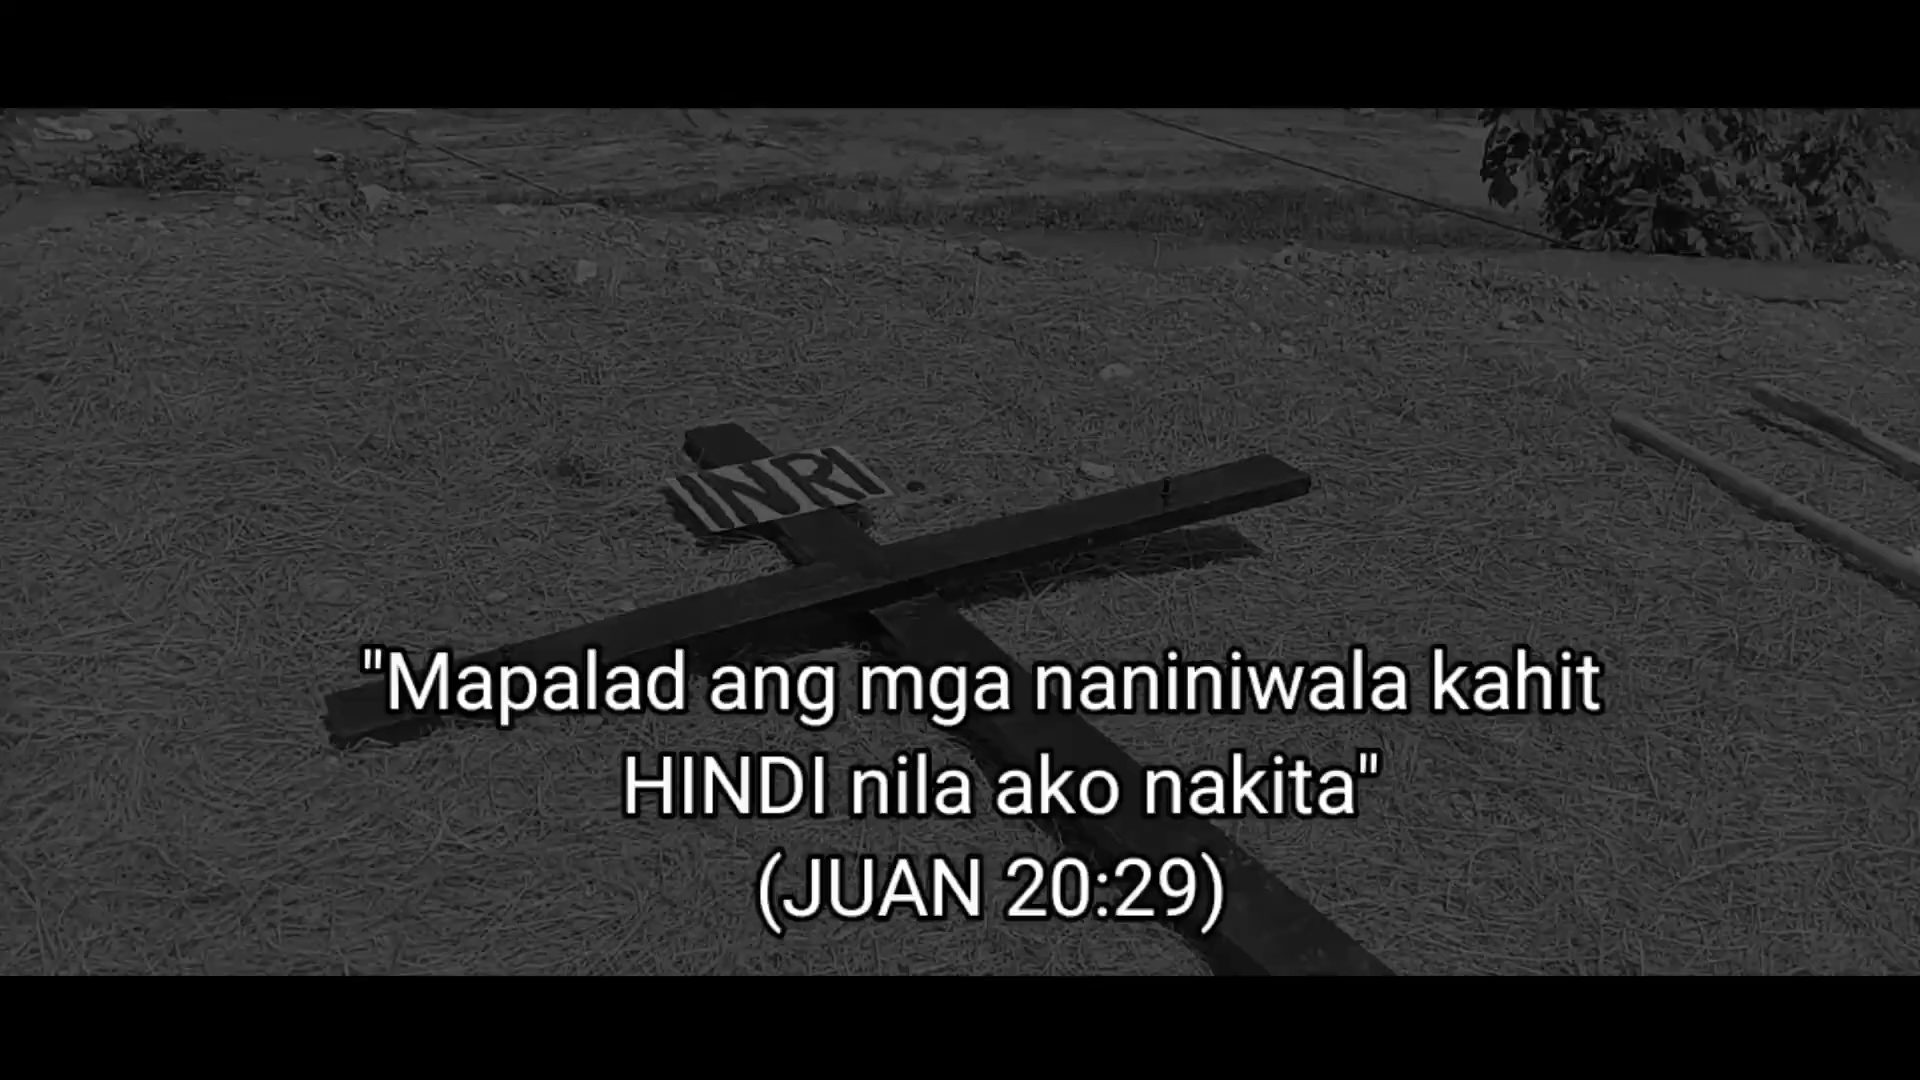 INRI
"Mapalad ang mga naniniwala kahit
HINDI nila ako nakita"
(JUAN 20:29)